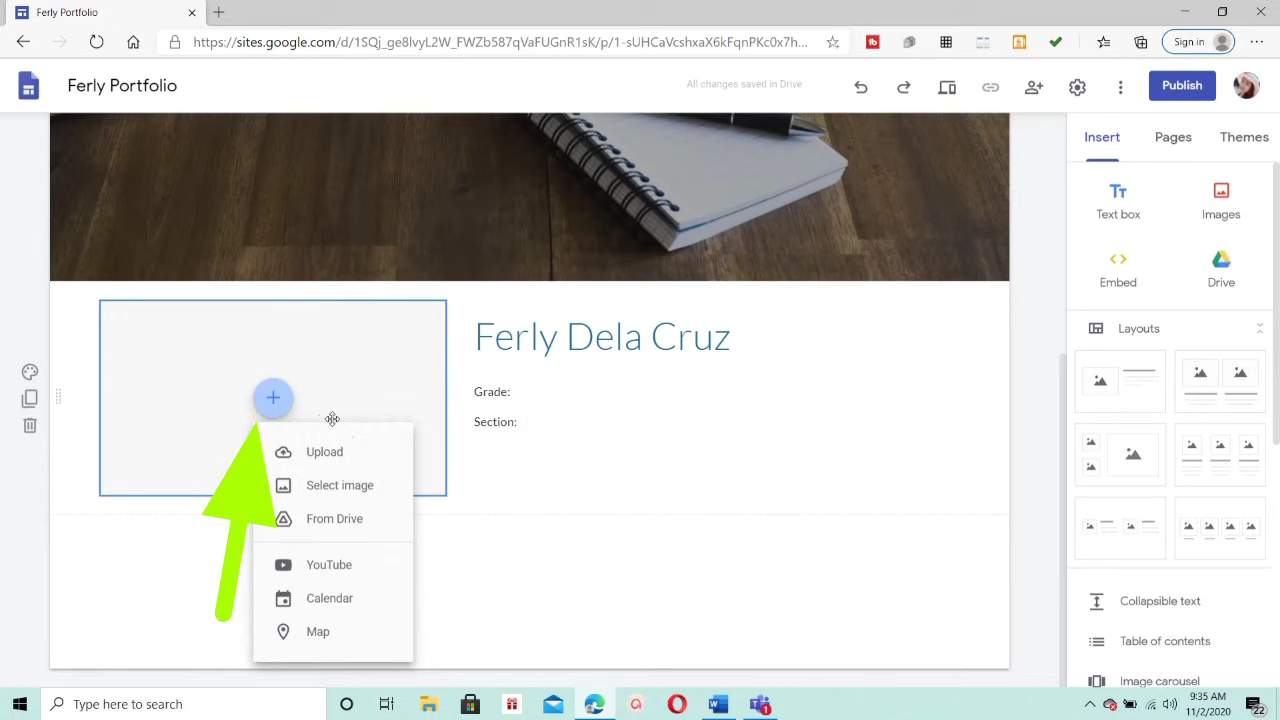 Ferly Portfolio
https://sites.google.com/d/1SQj_ge8lvyL2W_FWZb587qVaFUGnR1sK/p/1-sUHCaVcshxaX6kFqnPKc0x7h...
Sign in
Ferly Portfolio
All changes saved in Drive
Publish
Insert
Pages
Themes
Text box
Images
Embed
Drive
Layouts
Ferly Dela Cruz
Grade:
Section:
Upload
Select image
From Drive
YouTube
Calendar
Map
Collapsible text
Table of contents
Image carousel
Type here to search
9:35 AM
11/2/2020
22
1